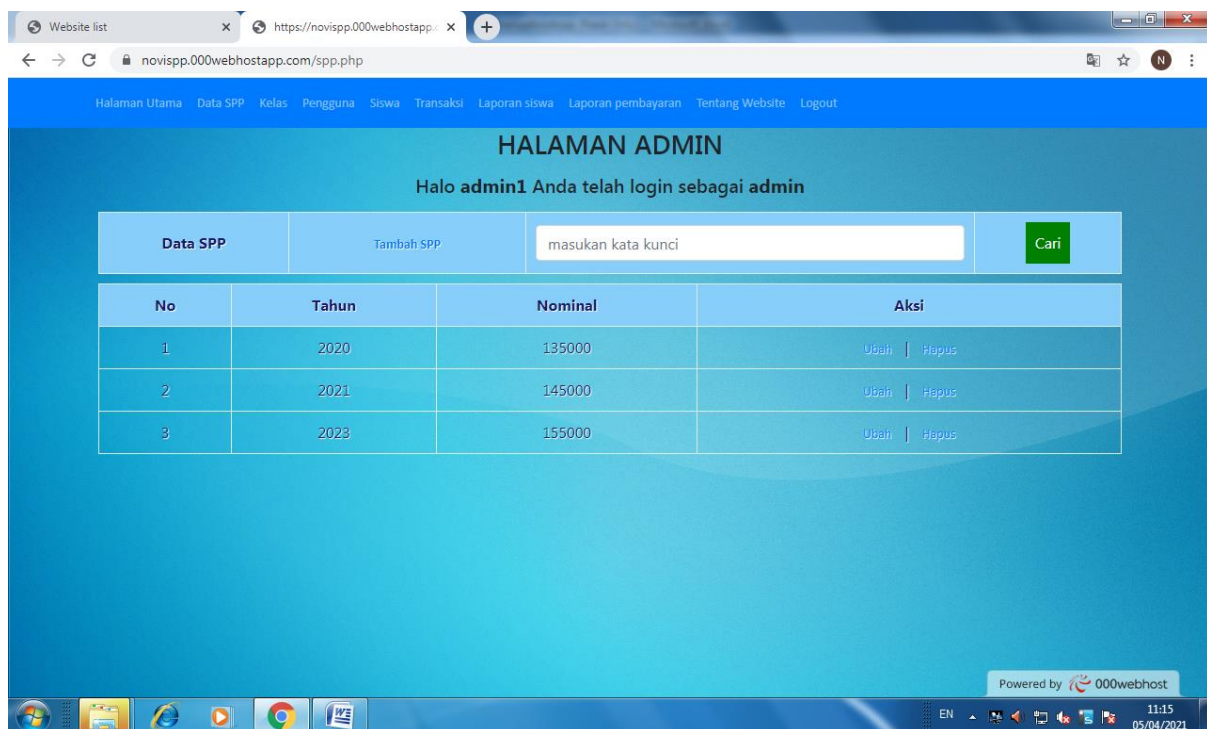 Website list
https://novispp.000webhostapp.c
novispp.000webhostapp.com/spp.php
N
Halaman Utama Data SPP Kelas Pengguna Siswa Transaksi Laporan siswa Laporan pembayaran Tentang Website Logout
HALAMAN ADMIN
Halo admin1 Anda telah login sebagai admin
Data SPP Tambah SPP masukan kata kunci Cari
No Tahun Nominal Aksi
1 2020 135000 Ubah | Hapus
2 2021 145000 Ubah | Hapus
3 2023 155000 Ubah | Hapus
Powered by 000webhost
EN 11:15
05/04/2021